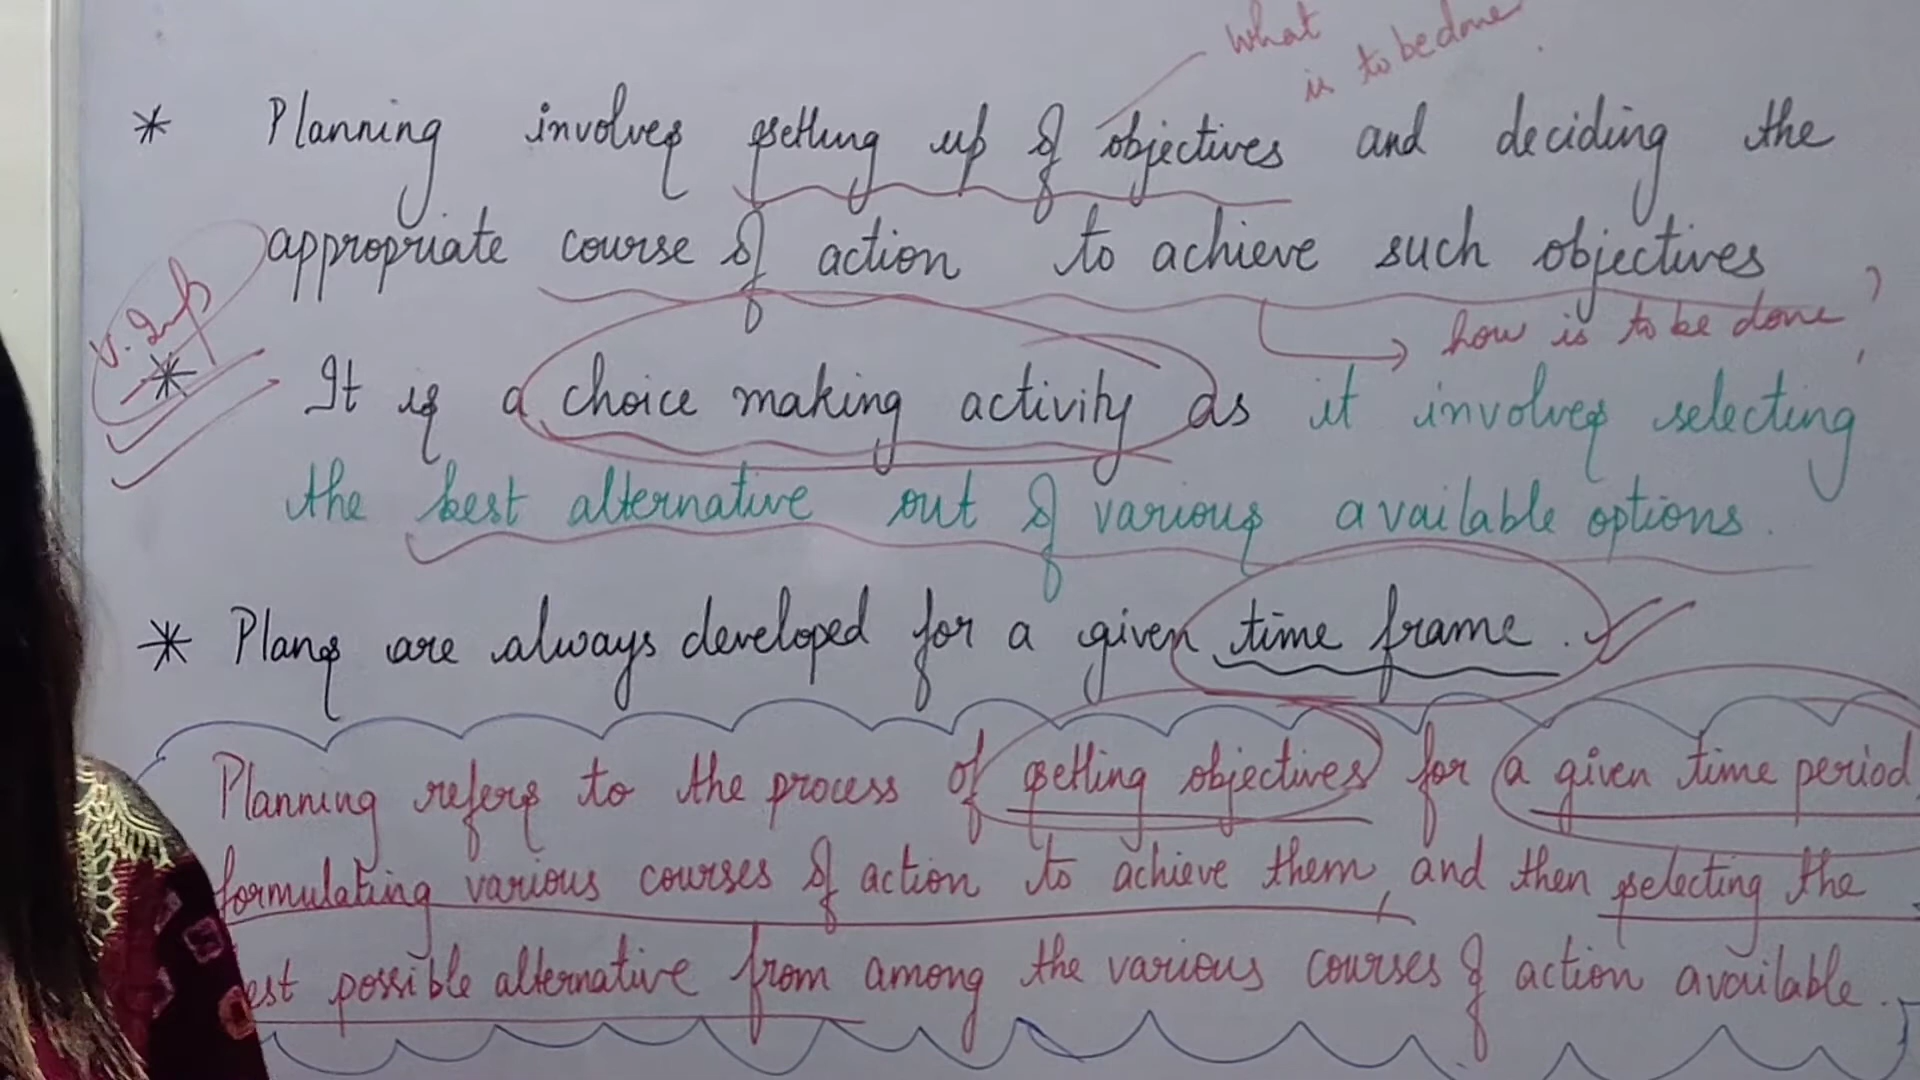 what
is to be done
* Planning involves setting up of objectives and deciding the
appropriate course of action to achieve such objectives
how is to be done?
V. Imp
* It is a choice making activity as it involves selecting
the best alternative out of various available options.
* Plans are always developed for a given time frame.
Planning refers to the process of setting objectives for a given time period,
formulating various courses of action to achieve them, and then selecting the
est possible alternative from among the various courses of action available.